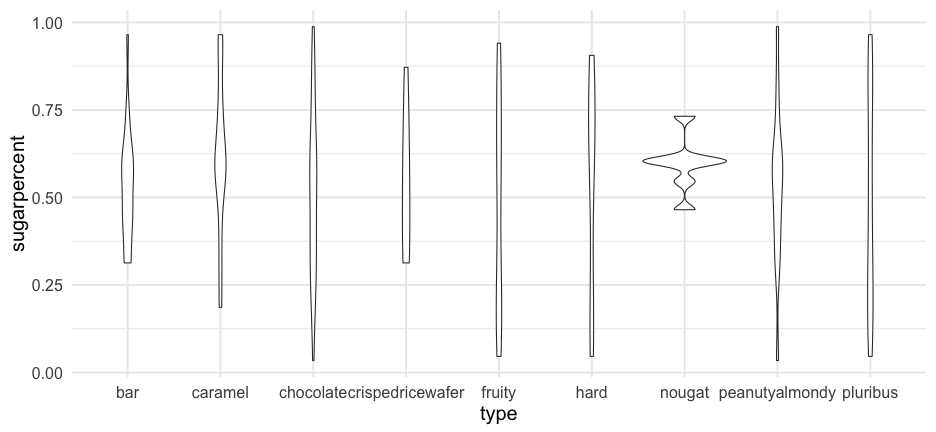 1.00
0.75
0.50
0.25
0.00
sugarpercent
bar caramel chocolatecrispedricewafer fruity hard nougat peanutyalmondy pluribus
type